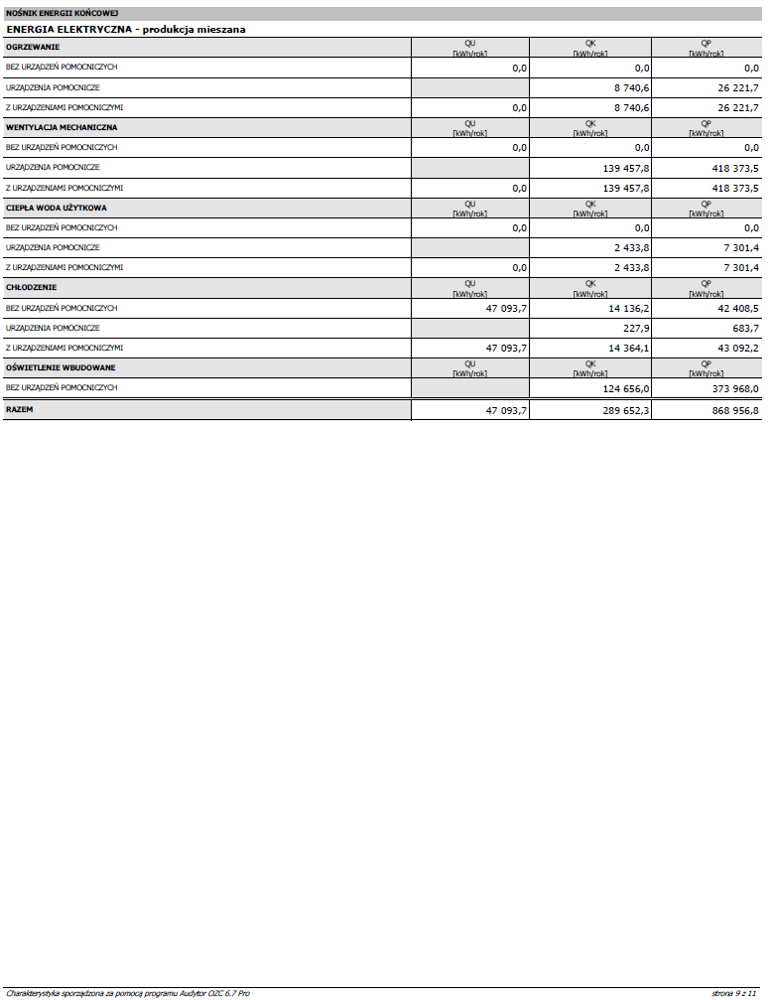 NOŚNIK ENERGII KOŃCOWEJ
ENERGIA ELEKTRYCZNA - produkcja mieszana
OGRZEWANIE QU [kWh/rok] QK [kWh/rok] QP [kWh/rok]
BEZ URZĄDZEŃ POMOCNICZYCH 0,0 0,0 0,0
URZĄDZENIA POMOCNICZE 8 740,6 26 221,7
Z URZĄDZENIAMI POMOCNICZYMI 0,0 8 740,6 26 221,7
WENTYLACJA MECHANICZNA QU [kWh/rok] QK [kWh/rok] QP [kWh/rok]
BEZ URZĄDZEŃ POMOCNICZYCH 0,0 0,0 0,0
URZĄDZENIA POMOCNICZE 139 457,8 418 373,5
Z URZĄDZENIAMI POMOCNICZYMI 0,0 139 457,8 418 373,5
CIEPŁA WODA UŻYTKOWA QU [kWh/rok] QK [kWh/rok] QP [kWh/rok]
BEZ URZĄDZEŃ POMOCNICZYCH 0,0 0,0 0,0
URZĄDZENIA POMOCNICZE 2 433,8 7 301,4
Z URZĄDZENIAMI POMOCNICZYMI 0,0 2 433,8 7 301,4
CHŁODZENIE QU [kWh/rok] QK [kWh/rok] QP [kWh/rok]
BEZ URZĄDZEŃ POMOCNICZYCH 47 093,7 14 136,2 42 408,5
URZĄDZENIA POMOCNICZE 227,9 683,7
Z URZĄDZENIAMI POMOCNICZYMI 47 093,7 14 364,1 43 092,2
OŚWIETLENIE WBUDOWANE QU [kWh/rok] QK [kWh/rok] QP [kWh/rok]
BEZ URZĄDZEŃ POMOCNICZYCH 124 656,0 373 968,0
RAZEM 47 093,7 289 652,3 868 956,8
Charakterystyka sporządzona za pomocą programu Audytor OZC 6.7 Pro strona 9 z 11